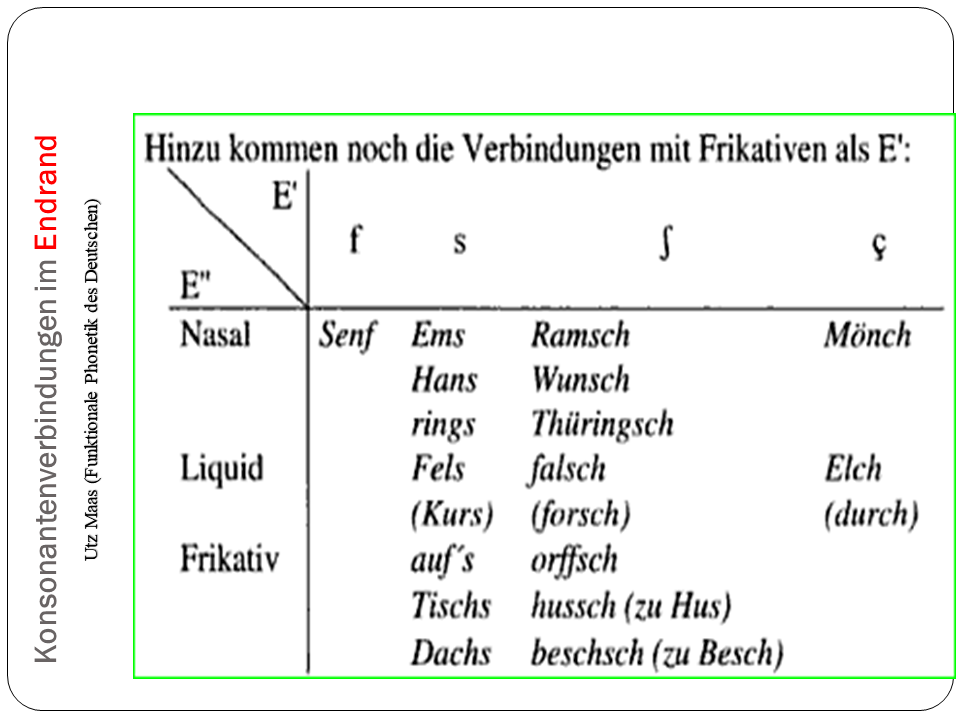 Konsonantenverbindungen im Endrand
Utz Maas (Funktionale Phonetik des Deutschen)
Hinzu kommen noch die Verbindungen mit Frikativen als E':
E'
f s ʃ ç
E"
Nasal Senf Ems Ramsch Mönch
Hans Wunsch
rings Thüringsch
Liquid Fels falsch Elch
(Kurs) (forsch) (durch)
Frikativ auf´s orffsch
Tischs hussch (zu Hus)
Dachs beschsch (zu Besch)